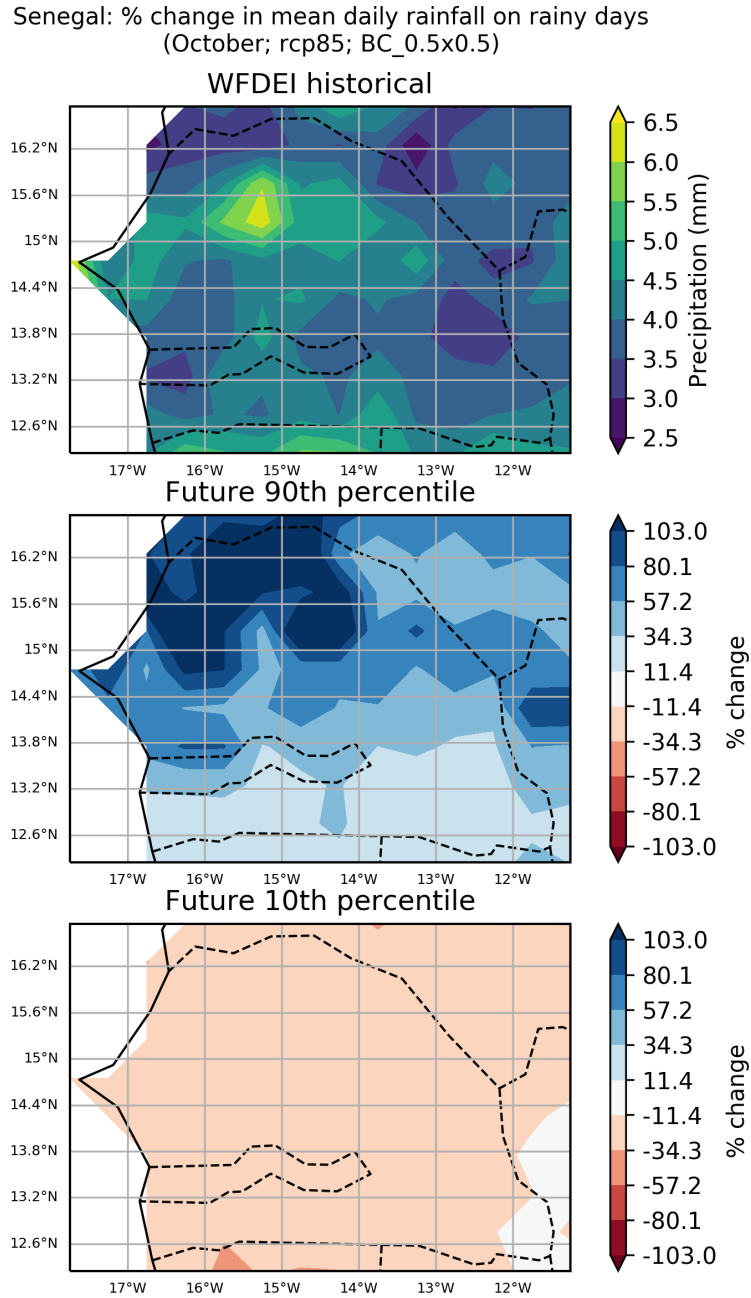 Senegal: % change in mean daily rainfall on rainy days
(October; rcp85; BC_0.5x0.5)
WFDEI historical
16.2°N
15.6°N
15°N
14.4°N
13.8°N
13.2°N
12.6°N
17°W 16°W 15°W 14°W 13°W 12°W
6.5
6.0
5.5
5.0
4.5
4.0
3.5
3.0
2.5
Precipitation (mm)
Future 90th percentile
16.2°N
15.6°N
15°N
14.4°N
13.8°N
13.2°N
12.6°N
17°W 16°W 15°W 14°W 13°W 12°W
103.0
80.1
57.2
34.3
11.4
-11.4
-34.3
-57.2
-80.1
-103.0
% change
Future 10th percentile
16.2°N
15.6°N
15°N
14.4°N
13.8°N
13.2°N
12.6°N
17°W 16°W 15°W 14°W 13°W 12°W
103.0
80.1
57.2
34.3
11.4
-11.4
-34.3
-57.2
-80.1
-103.0
% change